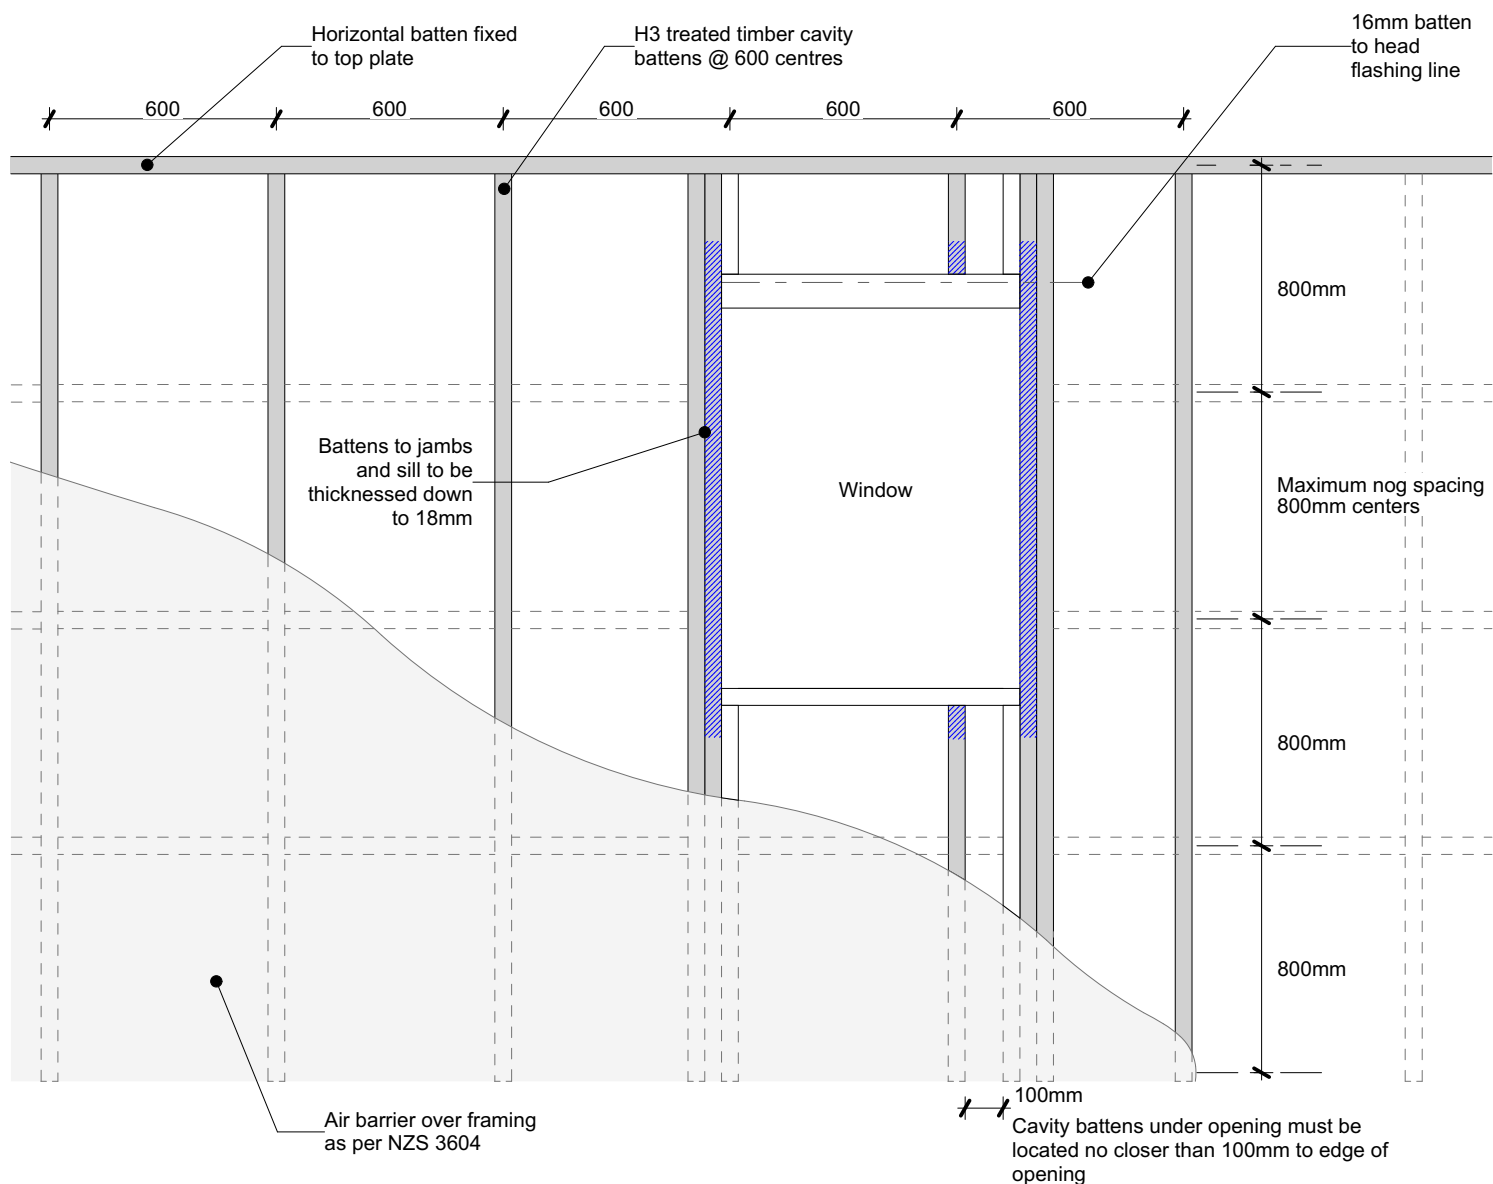 Horizontal batten fixed
to top plate
H3 treated timber cavity
battens @ 600 centres
16mm batten
to head
flashing line
600
600
600
600
600
800mm
Battens to jambs
and sill to be
thicknessed down
to 18mm
Window
Maximum nog spacing
800mm centers
800mm
800mm
Air barrier over framing
as per NZS 3604
100mm
Cavity battens under opening must be
located no closer than 100mm to edge of
opening